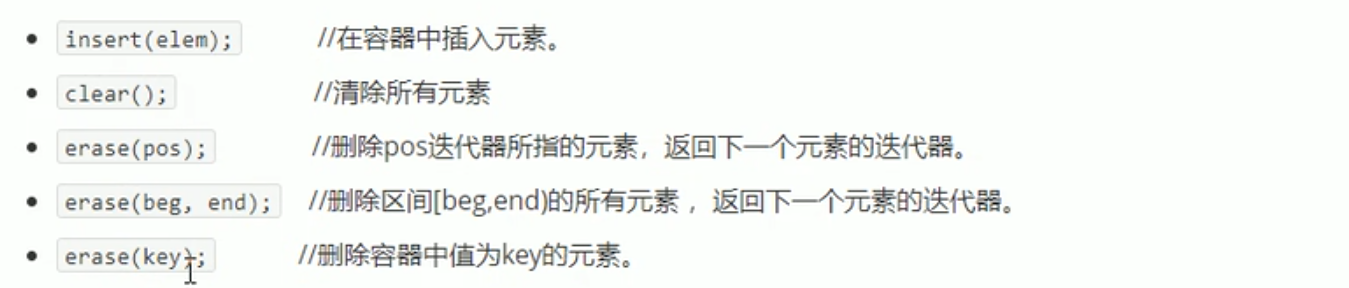 insert(elem); //在容器中插入元素。
clear(); //清除所有元素
erase(pos); //删除pos迭代器所指的元素，返回下一个元素的迭代器。
erase(beg, end); //删除区间[beg,end)的所有元素 ，返回下一个元素的迭代器。
erase(key); //删除容器中值为key的元素。